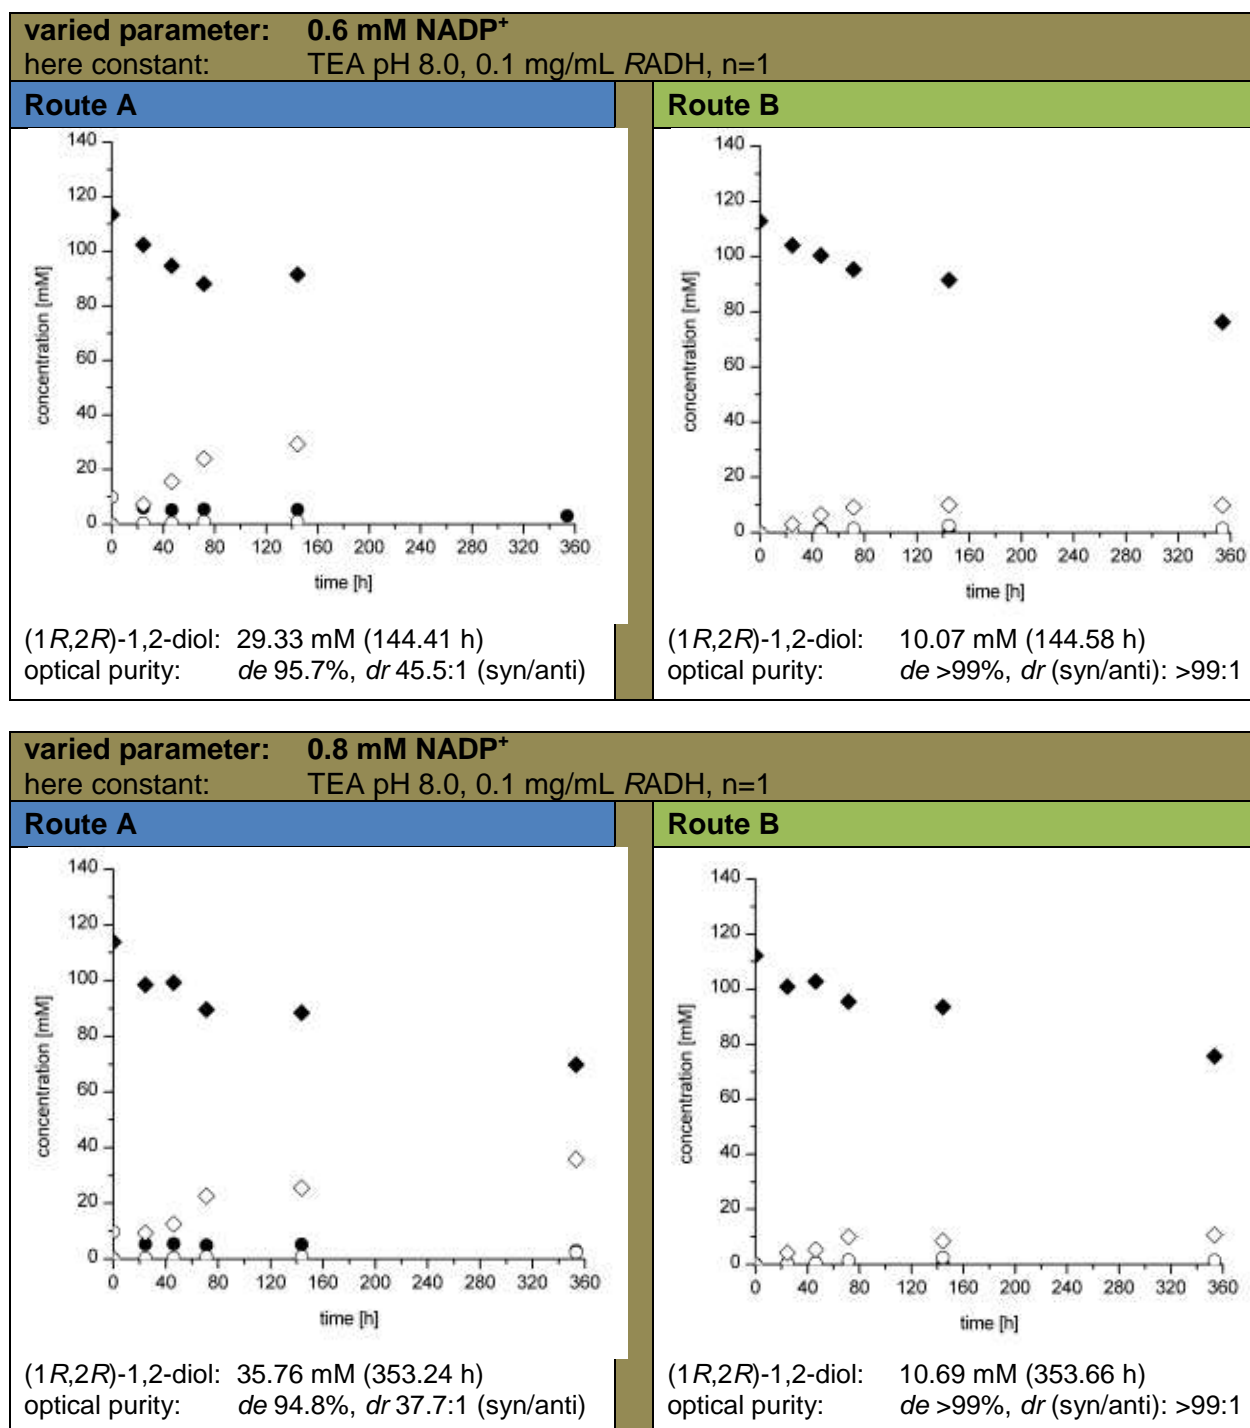 varied parameter: 0.6 mM NADP+
here constant: TEA pH 8.0, 0.1 mg/mL RADH, n=1
Route A
Route B
140
120
100
80
60
40
20
0
concentration [mM]
0 40 80 120 160 200 240 280 320 360
time [h]
140
120
100
80
60
40
20
0
concentration [mM]
0 40 80 120 160 200 240 280 320 360
time [h]
(1R,2R)-1,2-diol: 29.33 mM (144.41 h)
optical purity: de 95.7%, dr 45.5:1 (syn/anti)
(1R,2R)-1,2-diol: 10.07 mM (144.58 h)
optical purity: de >99%, dr (syn/anti): >99:1
varied parameter: 0.8 mM NADP+
here constant: TEA pH 8.0, 0.1 mg/mL RADH, n=1
Route A
Route B
140
120
100
80
60
40
20
0
concentration [mM]
0 40 80 120 160 200 240 280 320 360
time [h]
140
120
100
80
60
40
20
0
concentration [mM]
0 40 80 120 160 200 240 280 320 360
time [h]
(1R,2R)-1,2-diol: 35.76 mM (353.24 h)
optical purity: de 94.8%, dr 37.7:1 (syn/anti)
(1R,2R)-1,2-diol: 10.69 mM (353.66 h)
optical purity: de >99%, dr (syn/anti): >99:1